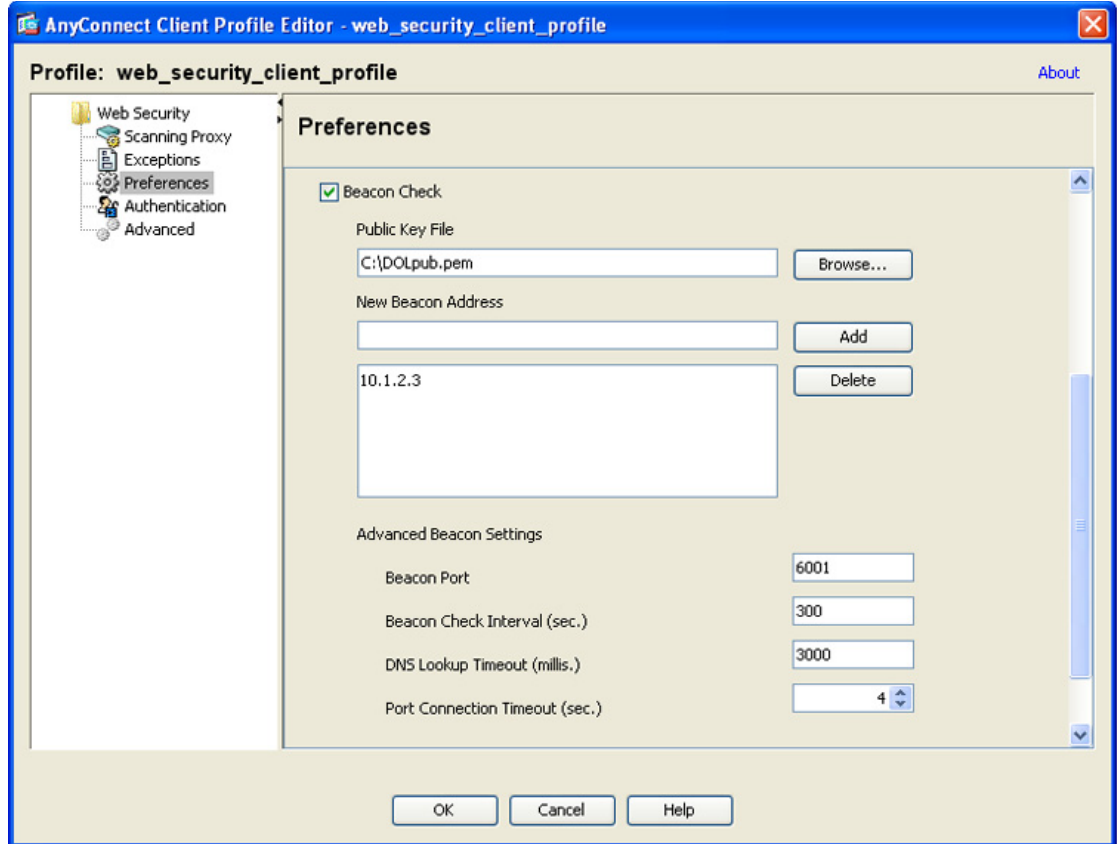 AnyConnect Client Profile Editor - web_security_client_profile
Profile: web_security_client_profile
About
Web Security
Scanning Proxy
Exceptions
Preferences
Authentication
Advanced
Preferences
Beacon Check
Public Key File
C:\DOLpub.pem
Browse...
New Beacon Address
Add
10.1.2.3
Delete
Advanced Beacon Settings
Beacon Port
6001
Beacon Check Interval (sec.)
300
DNS Lookup Timeout (millis.)
3000
Port Connection Timeout (sec.)
4
OK
Cancel
Help